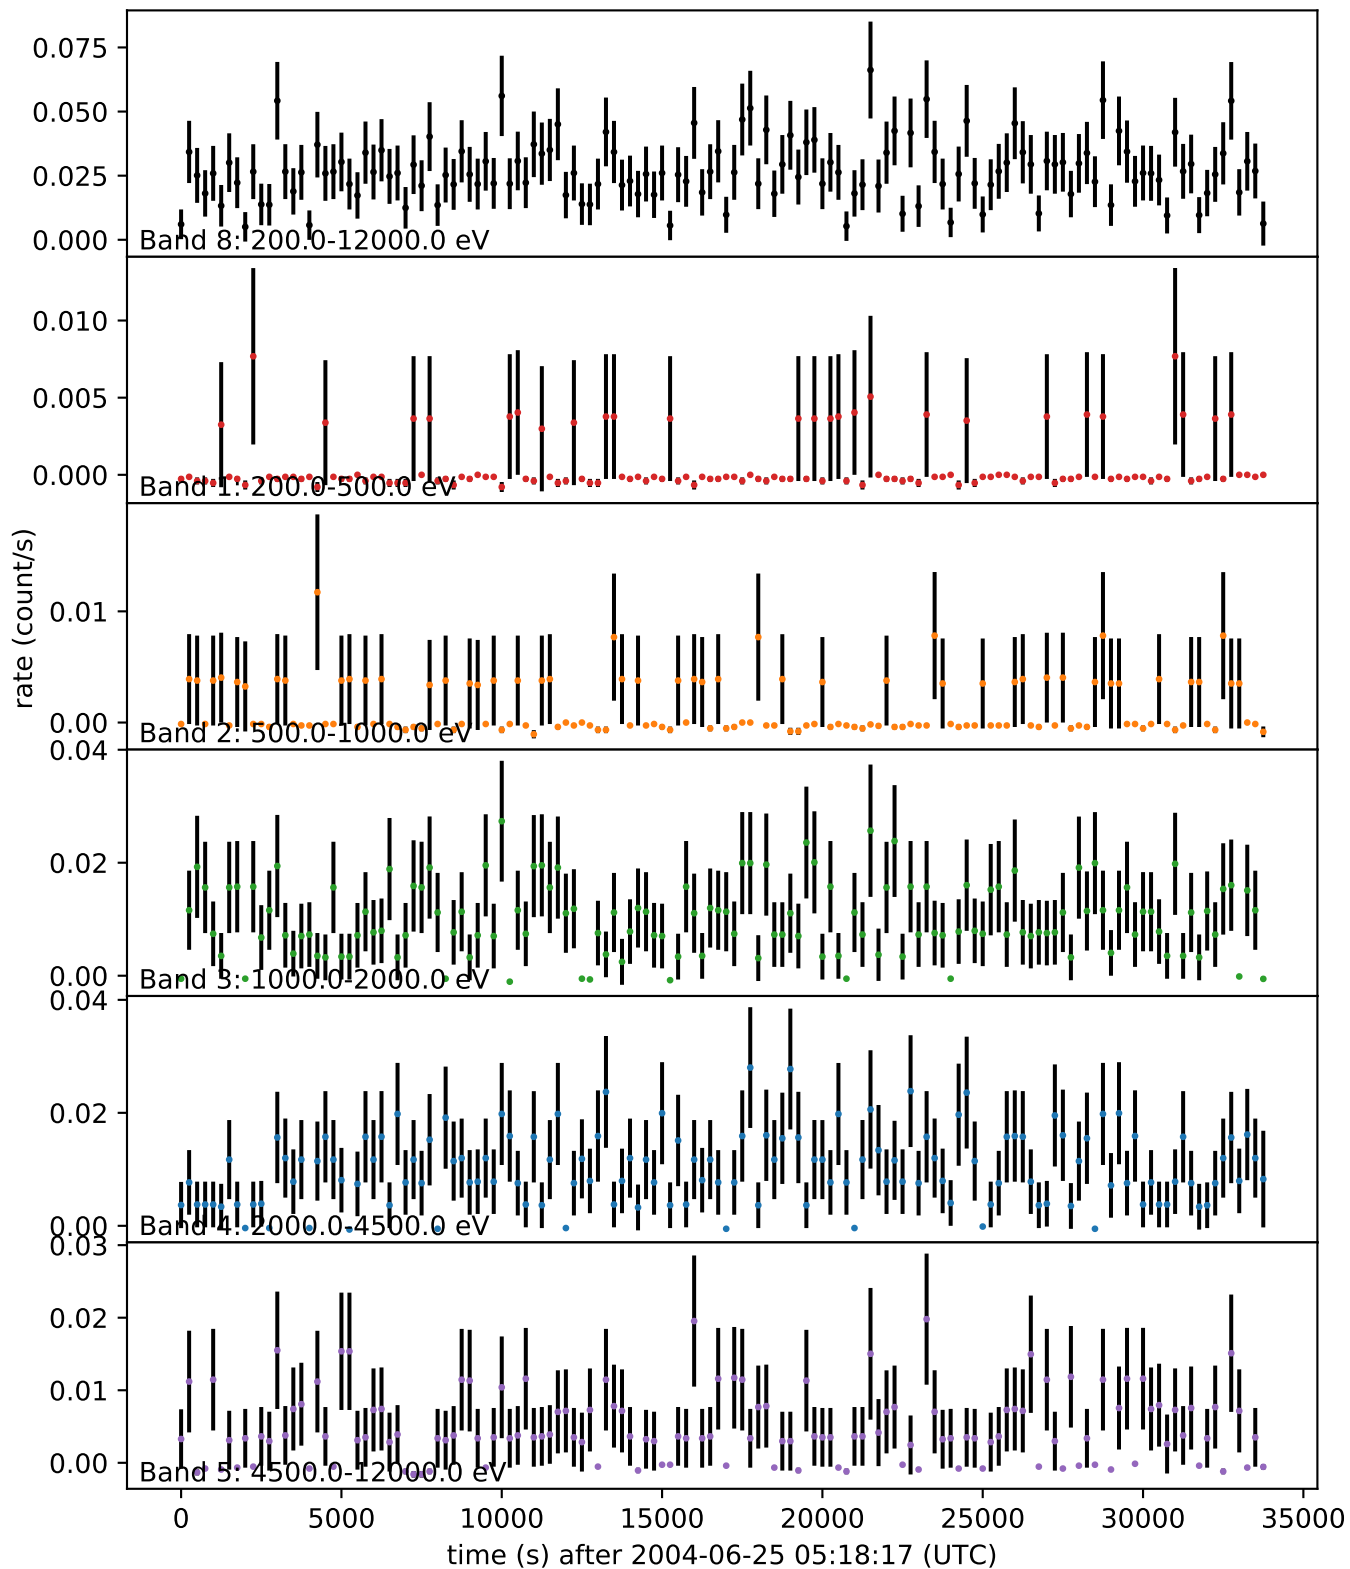 0.075
0.050
0.025
0.000
Band 8: 200.0-12000.0 eV
0.010
0.005
0.000
Band 1: 200.0-500.0 eV
0.01
0.00
Band 2: 500.0-1000.0 eV
rate (count/s)
0.04
0.02
0.00
Band 3: 1000.0-2000.0 eV
0.04
0.02
0.00
Band 4: 2000.0-4500.0 eV
0.03
0.02
0.01
0.00
Band 5: 4500.0-12000.0 eV
0 5000 10000 15000 20000 25000 30000 35000
time (s) after 2004-06-25 05:18:17 (UTC)